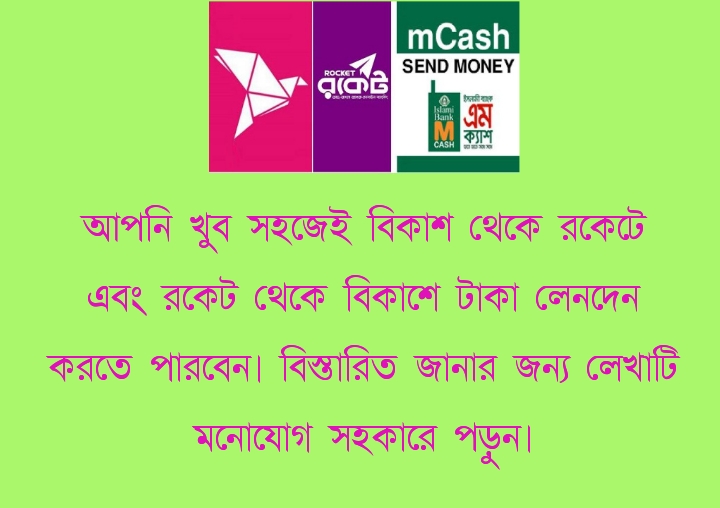 mCash
SEND MONEY
ROCKET
রকেট
Islami
Bank
M
CASH
ইসলামী ব্যাংক
এম
ক্যাশ
আপনি খুব সহজেই বিকাশ থেকে রকেটে
এবং রকেট থেকে বিকাশে টাকা লেনদেন
করতে পারবেন। বিস্তারিত জানার জন্য লেখাটি
মনোযোগ সহকারে পড়ুন।